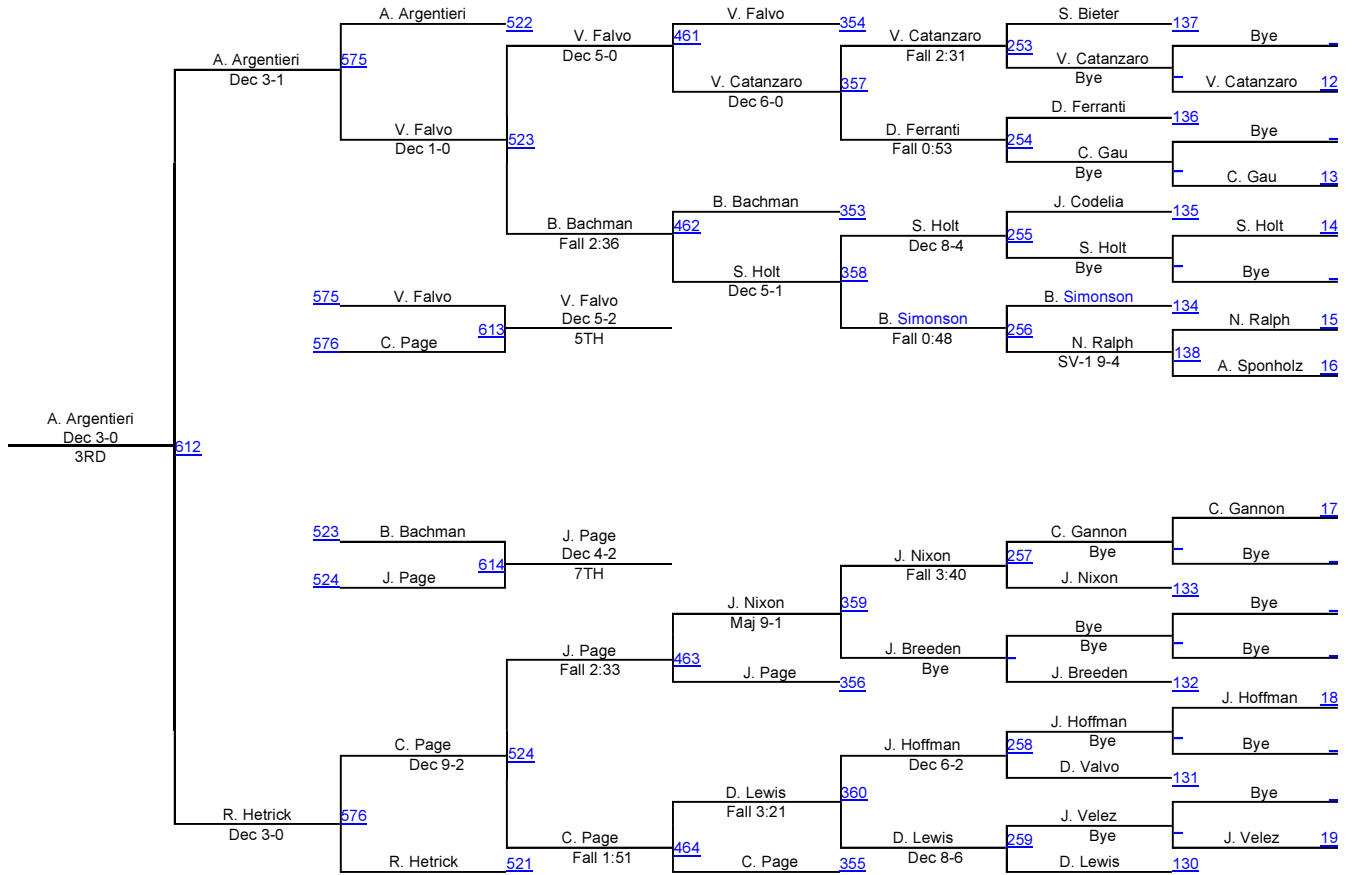 A. Argentieri
522
V. Falvo
354
S. Bieter
137
575
V. Falvo
Dec 5-0
461
V. Catanzaro
Fall 2:31
253
Bye
A. Argentieri
Dec 3-1
V. Catanzaro
Bye
V. Catanzaro
12
V. Catanzaro
Dec 6-0
357
D. Ferranti
136
V. Falvo
Dec 1-0
523
D. Ferranti
Fall 0:53
254
Bye
C. Gau
Bye
C. Gau
13
B. Bachman
353
J. Codelia
135
B. Bachman
Fall 2:36
462
S. Holt
Dec 8-4
255
S. Holt
14
S. Holt
Bye
Bye
S. Holt
Dec 5-1
358
575
V. Falvo
V. Falvo
Dec 5-2
5TH
613
576
C. Page
B. Simonson
134
B. Simonson
Fall 0:48
256
N. Ralph
15
N. Ralph
SV-1 9-4
138
A. Sponholz
16
A. Argentieri
Dec 3-0
3RD
612
523
B. Bachman
J. Page
Dec 4-2
7TH
614
524
J. Page
C. Gannon
17
C. Gannon
Bye
Bye
J. Nixon
Fall 3:40
257
J. Nixon
133
J. Nixon
Maj 9-1
359
Bye
Bye
Bye
Bye
J. Page
Fall 2:33
463
J. Breeden
Bye
J. Page
356
J. Breeden
132
J. Hoffman
18
J. Hoffman
Bye
Bye
C. Page
Dec 9-2
524
J. Hoffman
Dec 6-2
258
D. Valvo
131
D. Lewis
Fall 3:21
360
Bye
R. Hetrick
Dec 3-0
576
J. Velez
Bye
J. Velez
19
C. Page
Fall 1:51
464
D. Lewis
Dec 8-6
259
R. Hetrick
521
C. Page
355
D. Lewis
130